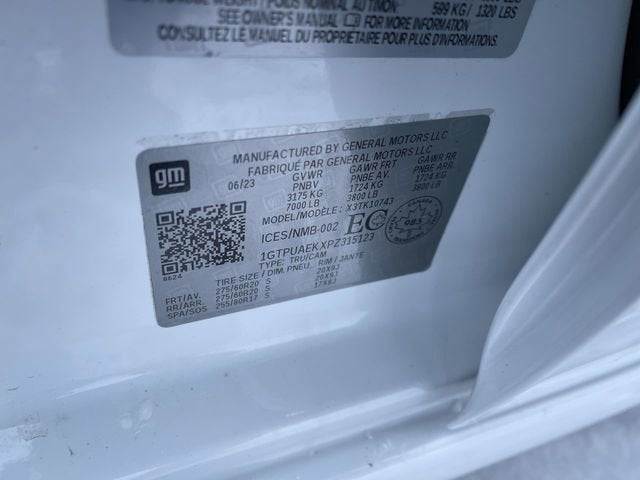 589 KG / 1320 LBS
SEE OWNER'S MANUAL FOR MORE INFORMATION
CONSULTEZ LE MANUEL DU PROPRIÉTAIRE POUR PLUS D'INFORMATIONS
gm
MANUFACTURED BY GENERAL MOTORS LLC
FABRIQUÉ PAR GENERAL MOTORS LLC
06/23 GVWR GAWR FRT GAWR RR
PNBV PNBE AV. PNBE ARR.
3175 KG 1724 KG 1724 KG
7000 LB 3800 LB 3800 LB
MODEL/MODÈLE: X3TK10743
ICES/NMB-002 EC
1GTPUAEKXPZ315123
TYPE: TRU/CAM
8624
TIRE SIZE / DIM. PNEU. RIM / JANTE
FRT/AV. 275/60R20 S 20X9J
RR/ARR. 275/60R20 S 20X9J
SPA/SOS 255/80R17 S 17X8J